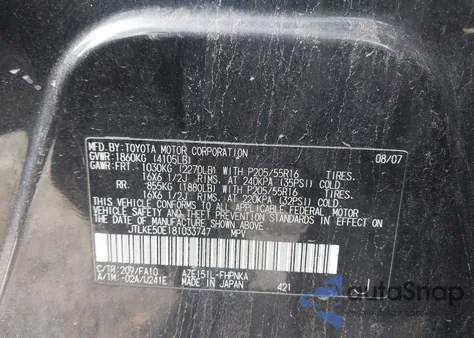 MFD.BY:TOYOTA MOTOR CORPORATION 08/07
GVWR:1860KG (4105LB)
GAWR:FRT. 1030KG (2270LB) WITH P205/55R16 TIRES.
16X6 1/2J RIMS. AT 240KPA (35PSI) COLD.
RR. 855KG (1880LB) WITH P205/55R16 TIRES.
16X6 1/2J RIMS. AT 220KPA (32PSI) COLD.
THIS VEHICLE CONFORMS TO ALL APPLICABLE FEDERAL MOTOR
VEHICLE SAFETY AND THEFT PREVENTION STANDARDS IN EFFECT ON
THE DATE OF MANUFACTURE SHOWN ABOVE.
JTLKE50E181033747 MPV
C/TR: 209/FA10 AZE151L-FHPNKA
A/TM: -02A/U241E MADE IN JAPAN 421
autoSnap